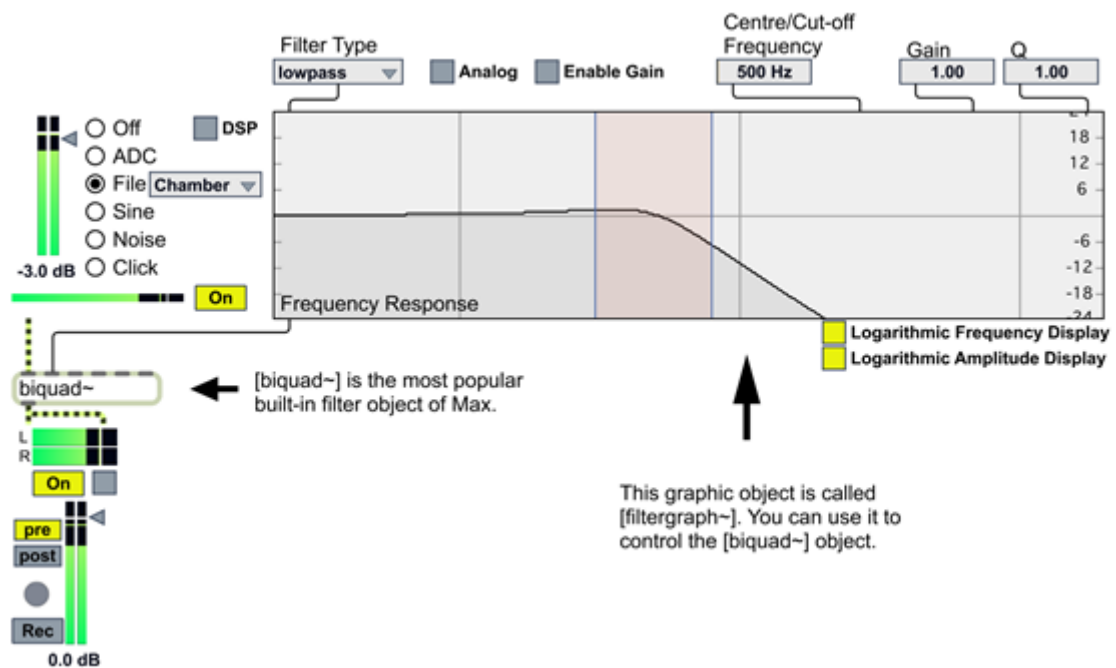 Filter Type
lowpass
Analog
Enable Gain
Centre/Cut-off
Frequency
500 Hz
Gain
1.00
Q
1.00
Off
DSP
ADC
File
Chamber
Sine
Noise
Click
-3.0 dB
On
24
18
12
6
-6
-12
-18
-24
Frequency Response
Logarithmic Frequency Display
Logarithmic Amplitude Display
biquad~
[biquad~] is the most popular
built-in filter object of Max.
L
R
On
pre
post
Rec
0.0 dB
This graphic object is called
[filtergraph~]. You can use it to
control the [biquad~] object.